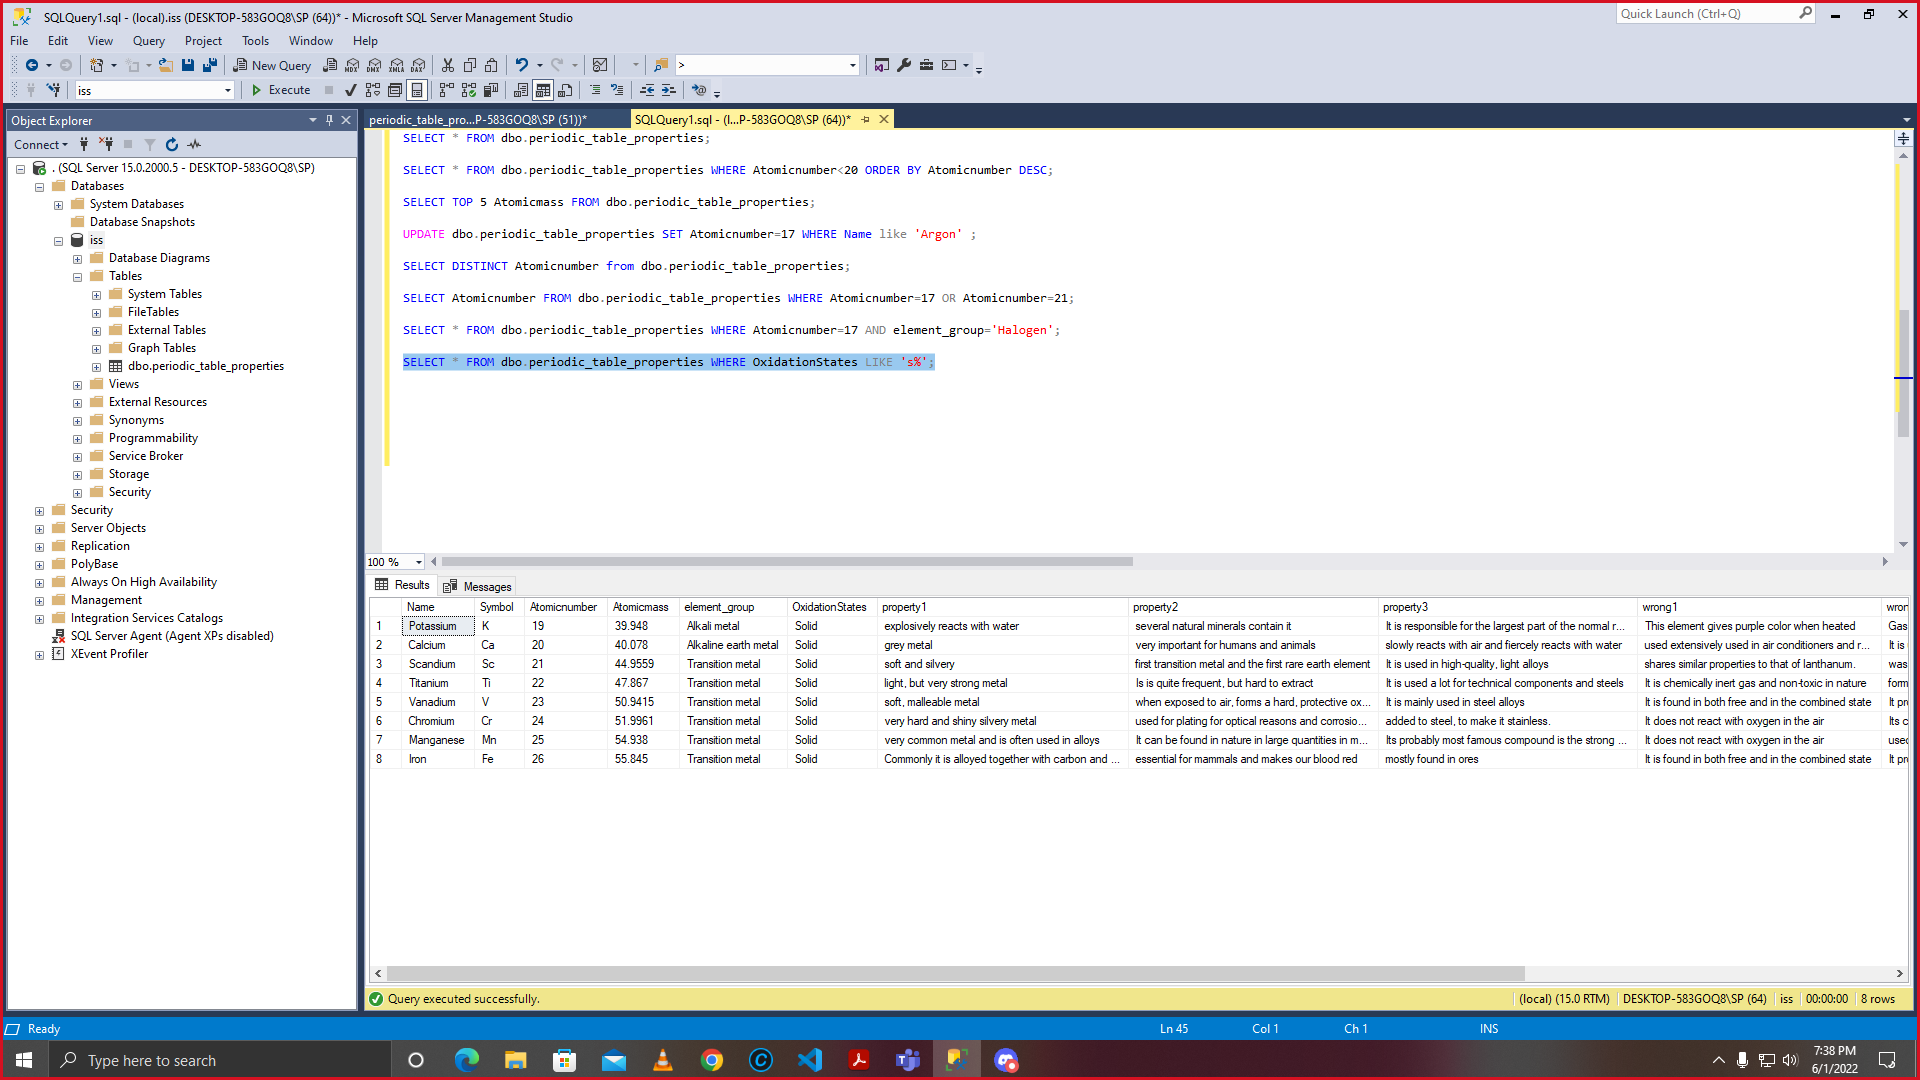 SQLQuery1.sql - (local).iss (DESKTOP-583GOQ8\SP (64))* - Microsoft SQL Server Management Studio
Quick Launch (Ctrl+Q)
File Edit View Query Project Tools Window Help
New Query MDX DMX XMLA DAX >
iss Execute
Object Explorer
periodic_table_pro...P-583GOQ8\SP (51))*
SQLQuery1.sql - (l...P-583GOQ8\SP (64))*
Connect
. (SQL Server 15.0.2000.5 - DESKTOP-583GOQ8\SP)
Databases
System Databases
Database Snapshots
iss
Database Diagrams
Tables
System Tables
FileTables
External Tables
Graph Tables
dbo.periodic_table_properties
Views
External Resources
Synonyms
Programmability
Service Broker
Storage
Security
Security
Server Objects
Replication
PolyBase
Always On High Availability
Management
Integration Services Catalogs
SQL Server Agent (Agent XPs disabled)
XEvent Profiler
SELECT * FROM dbo.periodic_table_properties;
SELECT * FROM dbo.periodic_table_properties WHERE Atomicnumber<20 ORDER BY Atomicnumber DESC;
SELECT TOP 5 Atomicmass FROM dbo.periodic_table_properties;
UPDATE dbo.periodic_table_properties SET Atomicnumber=17 WHERE Name like 'Argon' ;
SELECT DISTINCT Atomicnumber from dbo.periodic_table_properties;
SELECT Atomicnumber FROM dbo.periodic_table_properties WHERE Atomicnumber=17 OR Atomicnumber=21;
SELECT * FROM dbo.periodic_table_properties WHERE Atomicnumber=17 AND element_group='Halogen';
SELECT * FROM dbo.periodic_table_properties WHERE OxidationStates LIKE 's%';
100 %
Results Messages
Name Symbol Atomicnumber Atomicmass element_group OxidationStates property1 property2 property3 wrong1 wron
1 Potassium K 19 39.948 Alkali metal Solid explosively reacts with water several natural minerals contain it It is responsible for the largest part of the normal r... This element gives purple color when heated Gas
2 Calcium Ca 20 40.078 Alkaline earth metal Solid grey metal very important for humans and animals slowly reacts with air and fiercely reacts with water used extensively used in air conditioners and r... It is
3 Scandium Sc 21 44.9559 Transition metal Solid soft and silvery first transition metal and the first rare earth element It is used in high-quality, light alloys shares similar properties to that of lanthanum. was
4 Titanium Ti 22 47.867 Transition metal Solid light, but very strong metal Is is quite frequent, but hard to extract It is used a lot for technical components and steels It is chemically inert gas and non-toxic in nature form
5 Vanadium V 23 50.9415 Transition metal Solid soft, malleable metal when exposed to air, forms a hard, protective ox... It is mainly used in steel alloys It is found in both free and in the combined state It pr
6 Chromium Cr 24 51.9961 Transition metal Solid very hard and shiny silvery metal used for plating for optical reasons and corrosio... added to steel, to make it stainless. It does not react with oxygen in the air Its c
7 Manganese Mn 25 54.938 Transition metal Solid very common metal and is often used in alloys It can be found in nature in large quantities in m... Its probably most famous compound is the strong ... It does not react with oxygen in the air used
8 Iron Fe 26 55.845 Transition metal Solid Commonly it is alloyed together with carbon and ... essential for mammals and makes our blood red mostly found in ores It is found in both free and in the combined state It pr
Query executed successfully. (local) (15.0 RTM) DESKTOP-583GOQ8\SP (64) iss 00:00:00 8 rows
Ready Ln 45 Col 1 Ch 1 INS
Type here to search
7:38 PM
6/1/2022